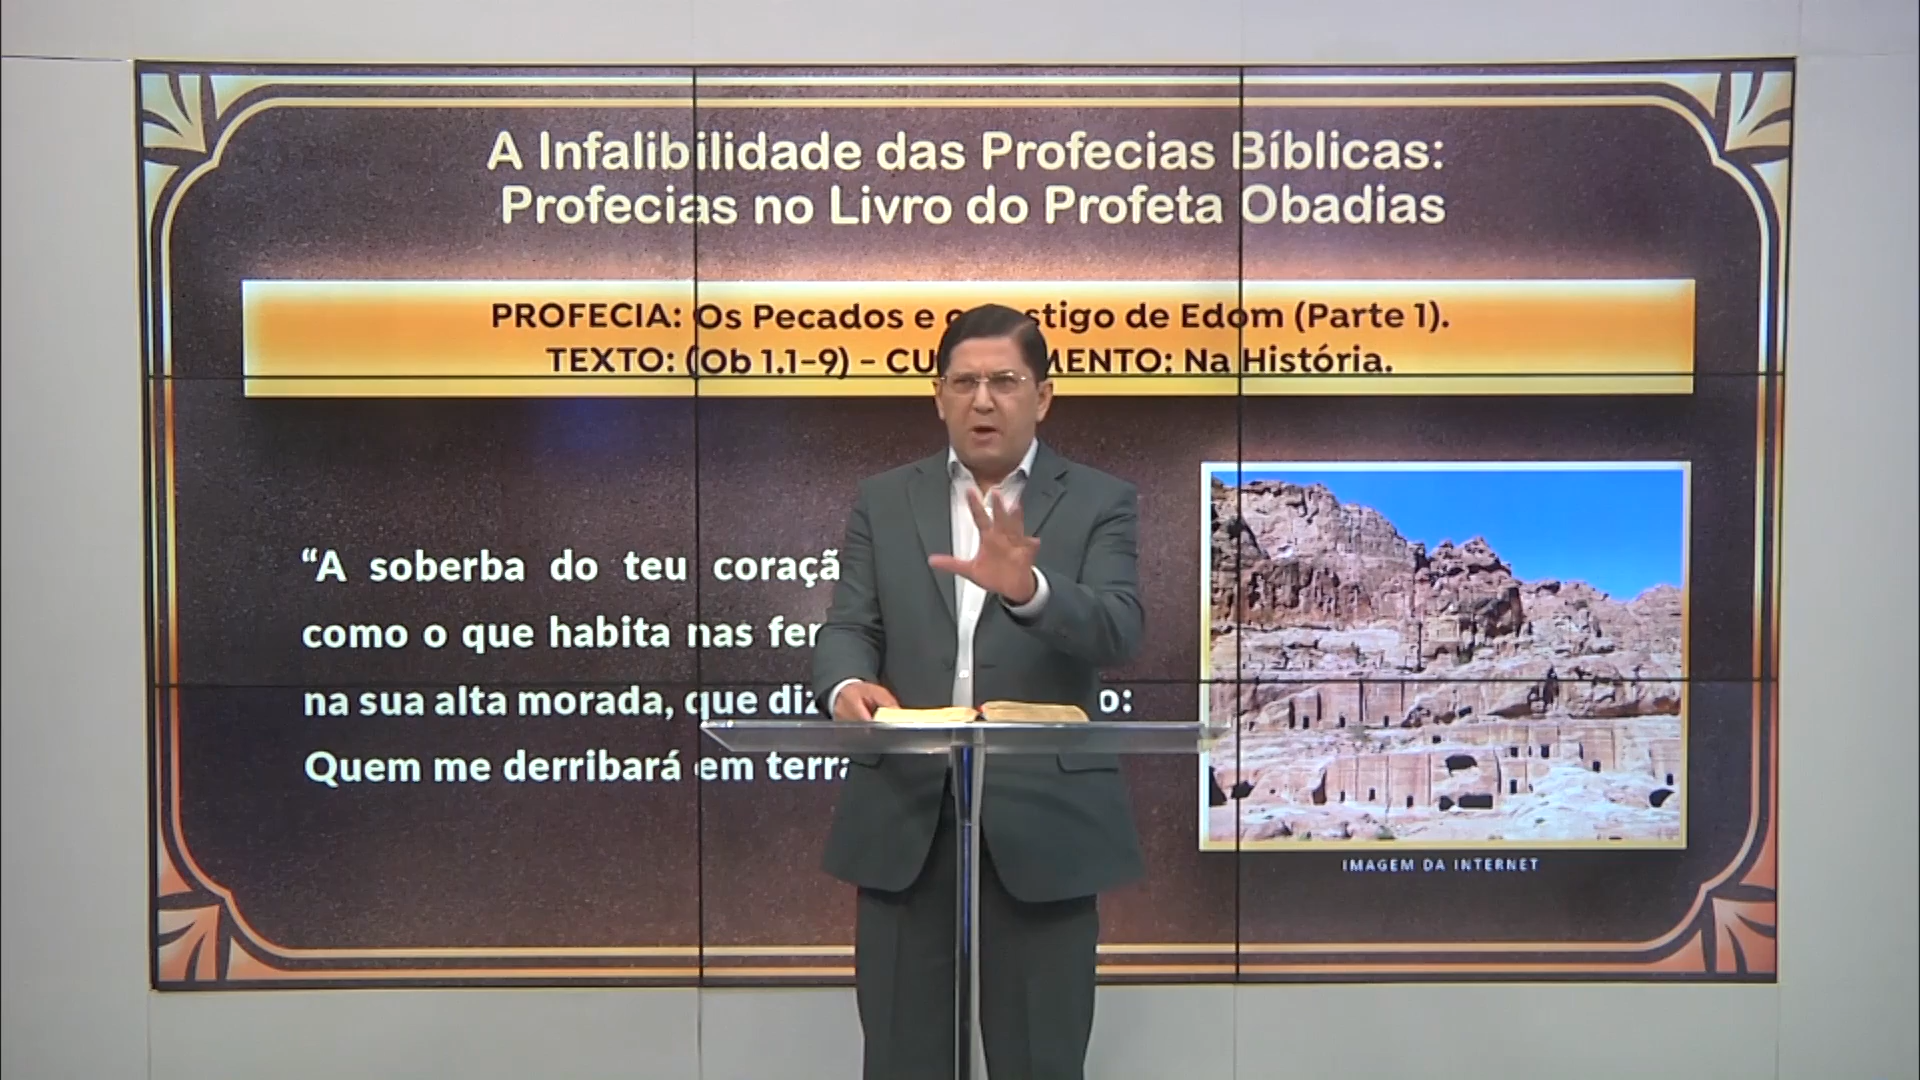 A Infalibilidade das Profecias Bíblicas:
Profecias no Livro do Profeta Obadias
PROFECIA: Os Pecados e o stigo de Edom (Parte 1).
TEXTO: (Ob 1.1-9) - CU MENTO: Na História.
“A soberba do teu coraçã
como o que habita nas fen
na sua alta morada, que diz o:
Quem me derribará em terra
IMAGEM DA INTERNET